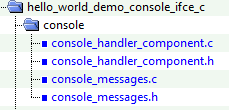 hello_world_demo_console_ifce_c
console
console_handler_component.c
console_handler_component.h
console_messages.c
console_messages.h